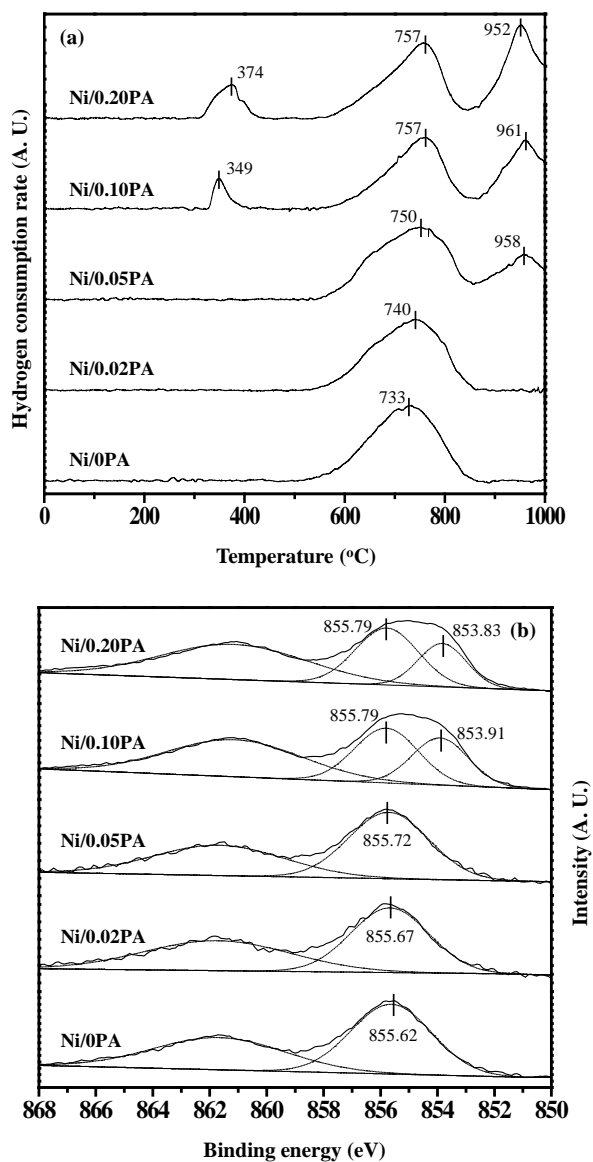 (a)
952
757
374
Ni/0.20PA
757
961
349
Ni/0.10PA
750
958
Ni/0.05PA
740
Ni/0.02PA
733
Ni/0PA
Hydrogen consumption rate (A. U.)
0 200 400 600 800 1000
Temperature (°C)
(b)
855.79 853.83
Ni/0.20PA
855.79
853.91
Ni/0.10PA
Ni/0.05PA
855.72
Ni/0.02PA
855.67
Ni/0PA
855.62
Intensity (A. U.)
868 866 864 862 860 858 856 854 852 850
Binding energy (eV)